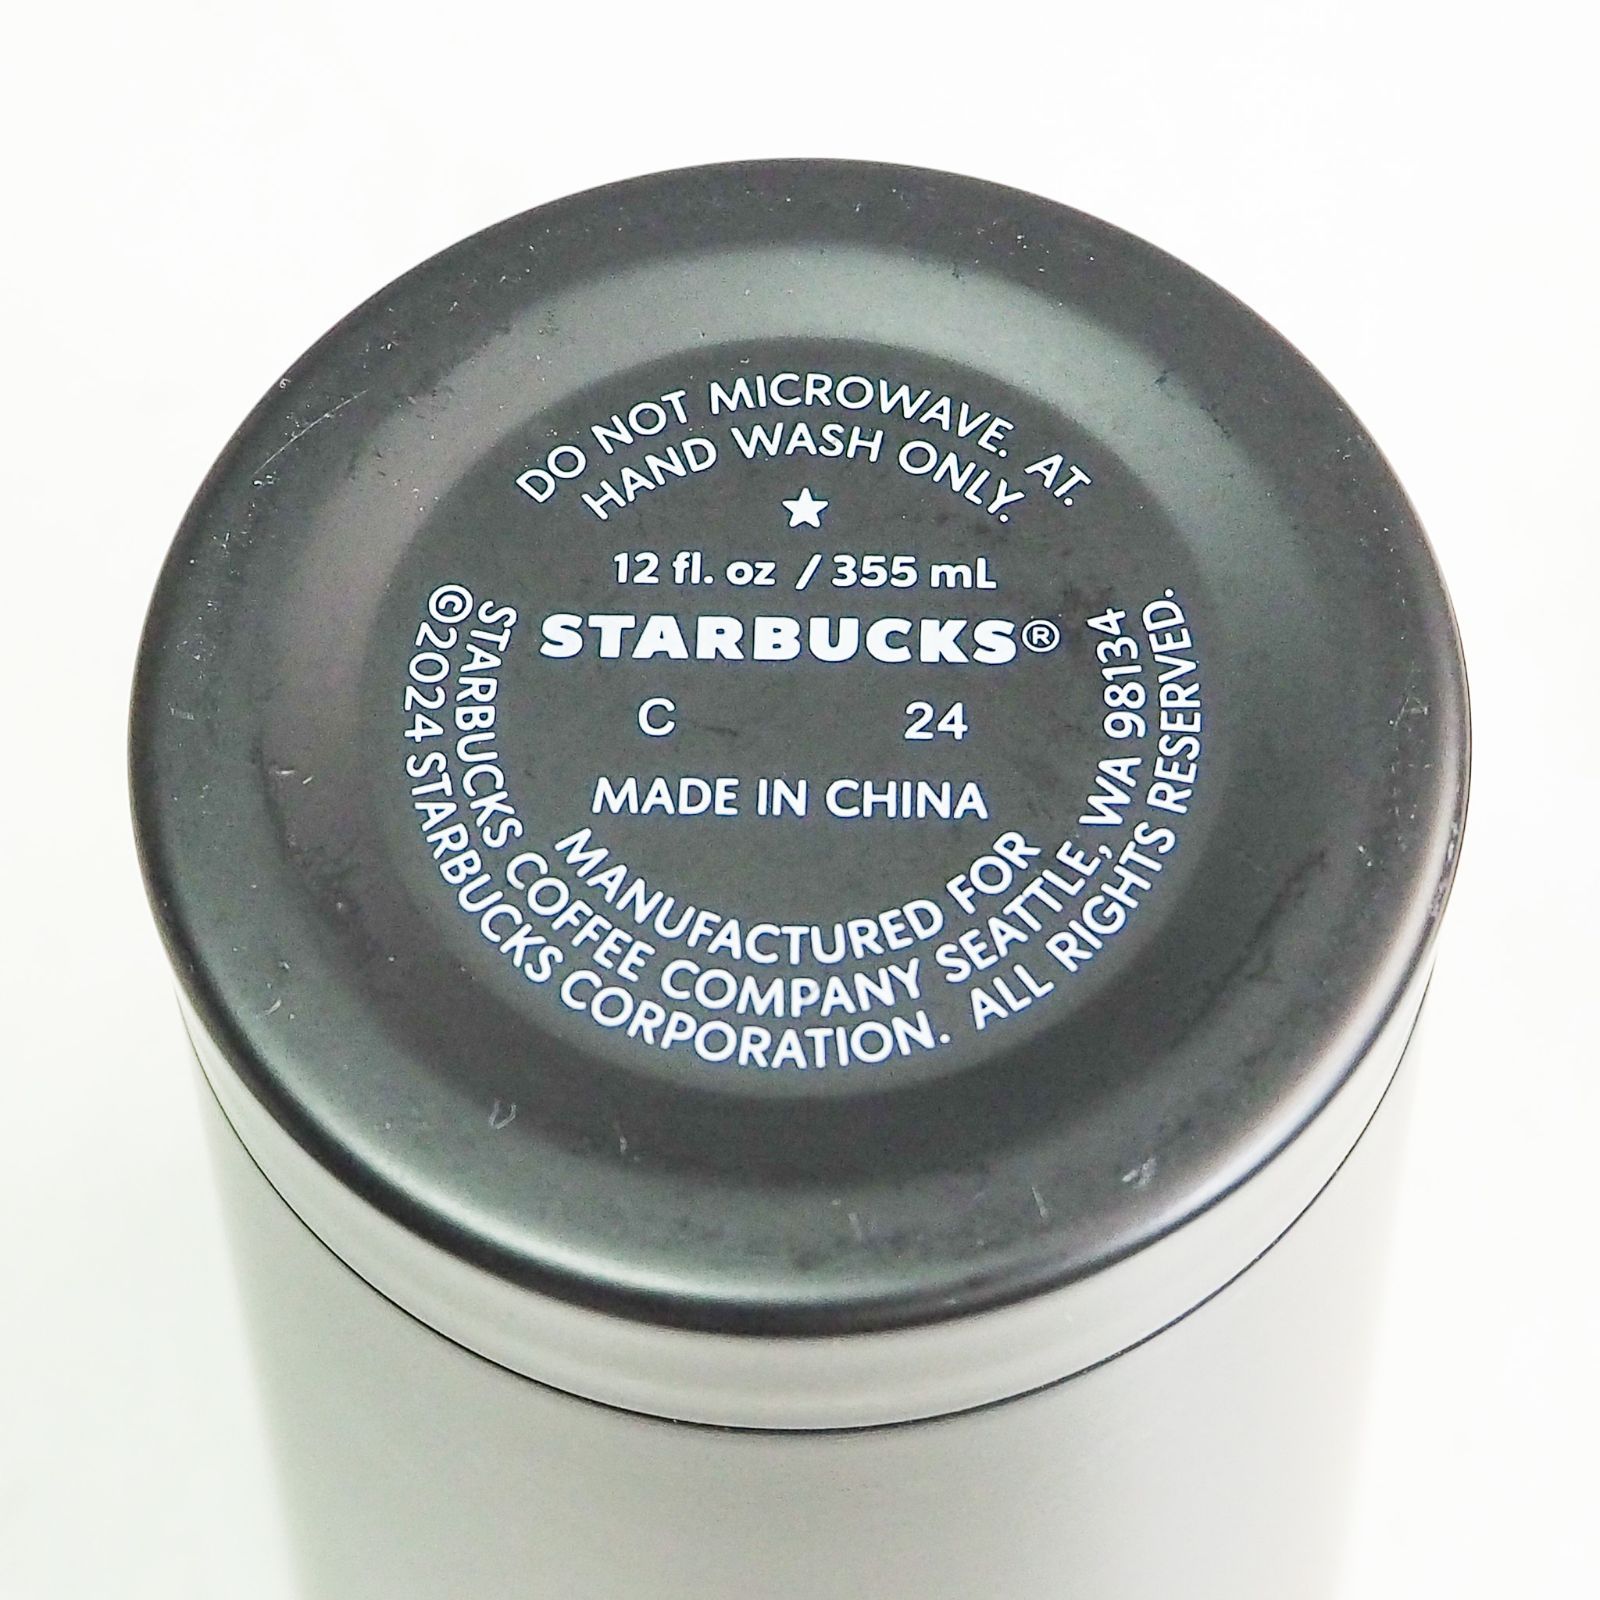 DO NOT MICROWAVE. AT.
HAND WASH ONLY.
12 fl. oz / 355 mL
STARBUCKS®
C 24
MADE IN CHINA
MANUFACTURED FOR
STARBUCKS COFFEE COMPANY SEATTLE, WA 98134
©2024 STARBUCKS CORPORATION. ALL RIGHTS RESERVED.